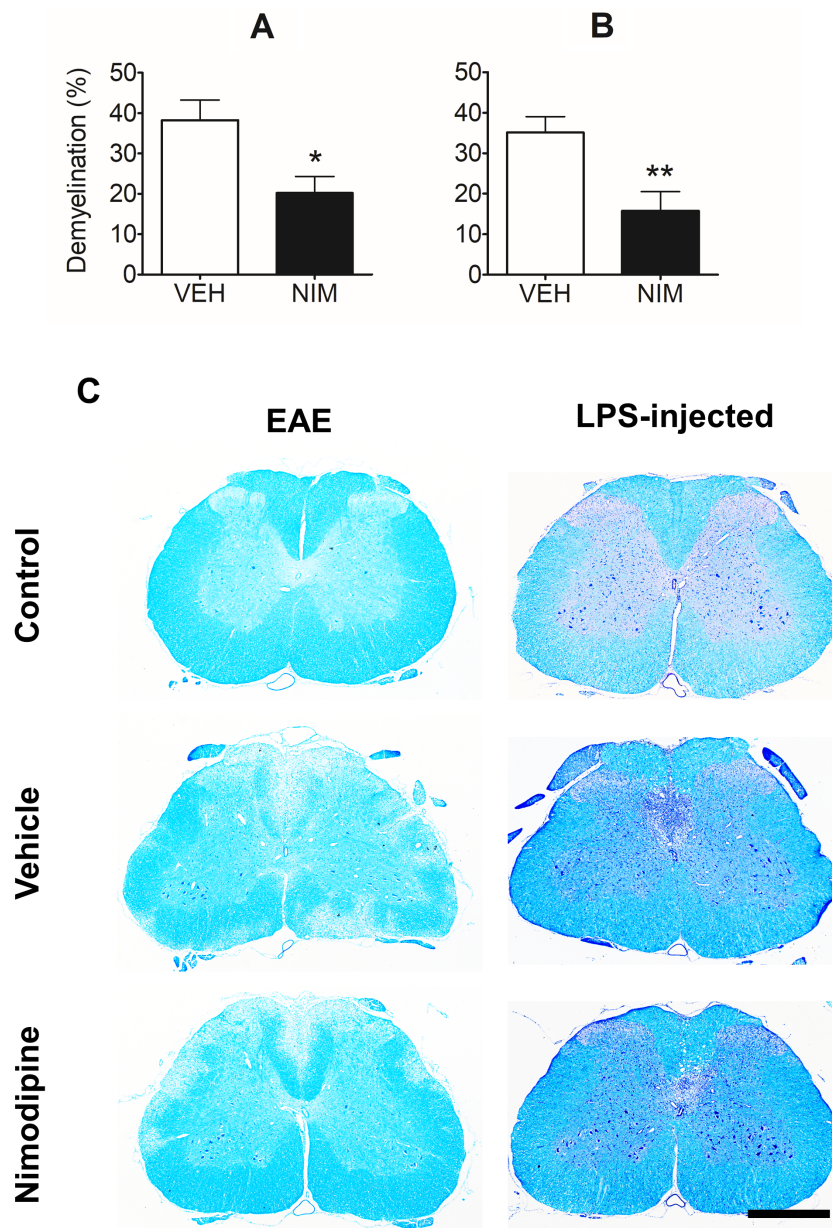 A
B
Demyelination (%)
50
40
30
20
10
0
*
VEH
NIM
50
40
30
20
10
0
**
VEH
NIM
C
EAE
LPS-injected
Control
Vehicle
Nimodipine